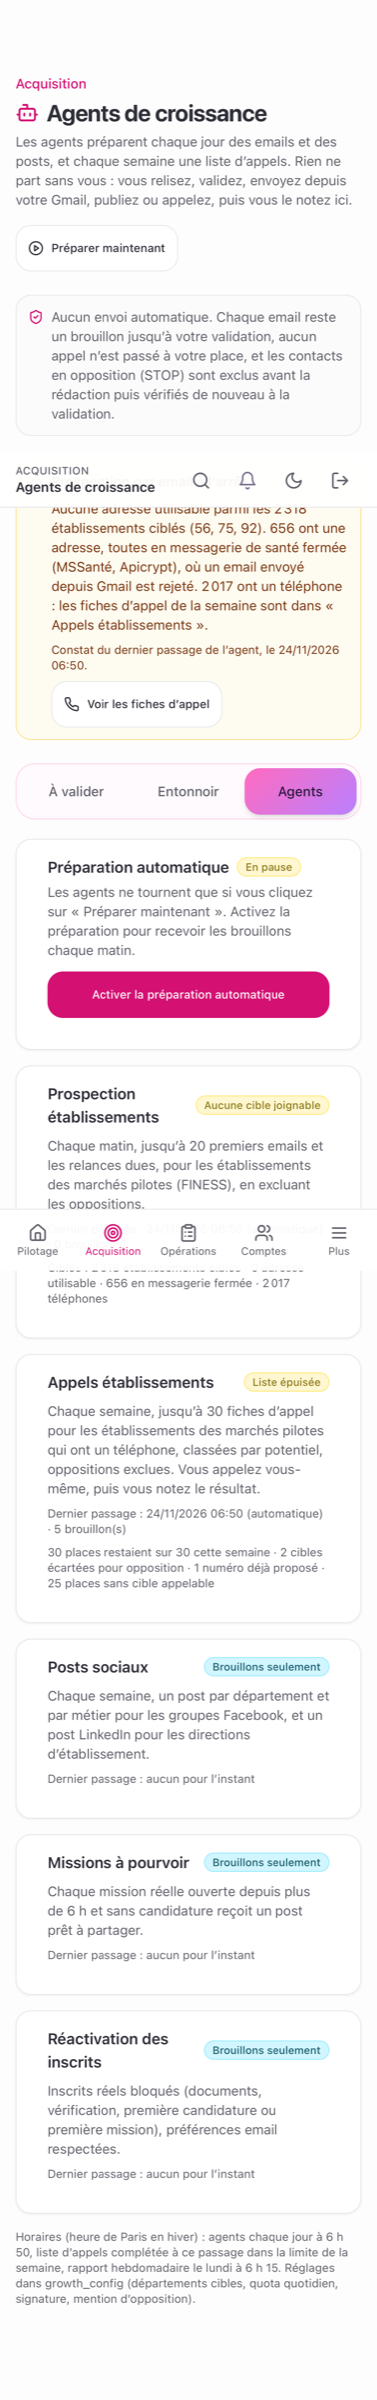 Acquisition
Agents de croissance
Les agents préparent chaque jour des emails et des
posts, et chaque semaine une liste d’appels. Rien ne
part sans vous : vous relisez, validez, envoyez depuis
votre Gmail, publiez ou appelez, puis vous le notez ici.
Préparer maintenant
Aucun envoi automatique. Chaque email reste
un brouillon jusqu’à votre validation, aucun
appel n’est passé à votre place, et les contacts
en opposition (STOP) sont exclus avant la
rédaction puis vérifiés de nouveau à la
validation.
ACQUISITION
Agents de croissance
Aucune adresse utilisable parmi les 2 318
établissements ciblés (56, 75, 92). 656 ont une
adresse, toutes en messagerie de santé fermée
(MSSanté, Apicrypt), où un email envoyé
depuis Gmail est rejeté. 2 017 ont un téléphone
: les fiches d’appel de la semaine sont dans «
Appels établissements ».
Constat du dernier passage de l’agent, le 24/11/2026
06:50.
Voir les fiches d’appel
À valider
Entonnoir
Agents
Préparation automatique
En pause
Les agents ne tournent que si vous cliquez
sur « Préparer maintenant ». Activez la
préparation pour recevoir les brouillons
chaque matin.
Activer la préparation automatique
Prospection
établissements
Aucune cible joignable
Chaque matin, jusqu’à 20 premiers emails et
les relances dues, pour les établissements
des marchés pilotes (FINESS), en excluant
les oppositions.
Pilotage
Acquisition
Opérations
Comptes
Plus
utilisable · 656 en messagerie fermée · 2 017
téléphones
Appels établissements
Liste épuisée
Chaque semaine, jusqu’à 30 fiches d’appel
pour les établissements des marchés pilotes
qui ont un téléphone, classées par potentiel,
oppositions exclues. Vous appelez vous-
même, puis vous notez le résultat.
Dernier passage : 24/11/2026 06:50 (automatique)
· 5 brouillon(s)
30 places restaient sur 30 cette semaine · 2 cibles
écartées pour opposition · 1 numéro déjà proposé ·
25 places sans cible appelable
Posts sociaux
Brouillons seulement
Chaque semaine, un post par département et
par métier pour les groupes Facebook, et un
post LinkedIn pour les directions
d’établissement.
Dernier passage : aucun pour l’instant
Missions à pourvoir
Brouillons seulement
Chaque mission réelle ouverte depuis plus
de 6 h et sans candidature reçoit un post
prêt à partager.
Dernier passage : aucun pour l’instant
Réactivation des
inscrits
Brouillons seulement
Inscrits réels bloqués (documents,
vérification, première candidature ou
première mission), préférences email
respectées.
Dernier passage : aucun pour l’instant
Horaires (heure de Paris en hiver) : agents chaque jour à 6 h
50, liste d’appels complétée à ce passage dans la limite de la
semaine, rapport hebdomadaire le lundi à 6 h 15. Réglages
dans growth_config (départements cibles, quota quotidien,
signature, mention d’opposition).